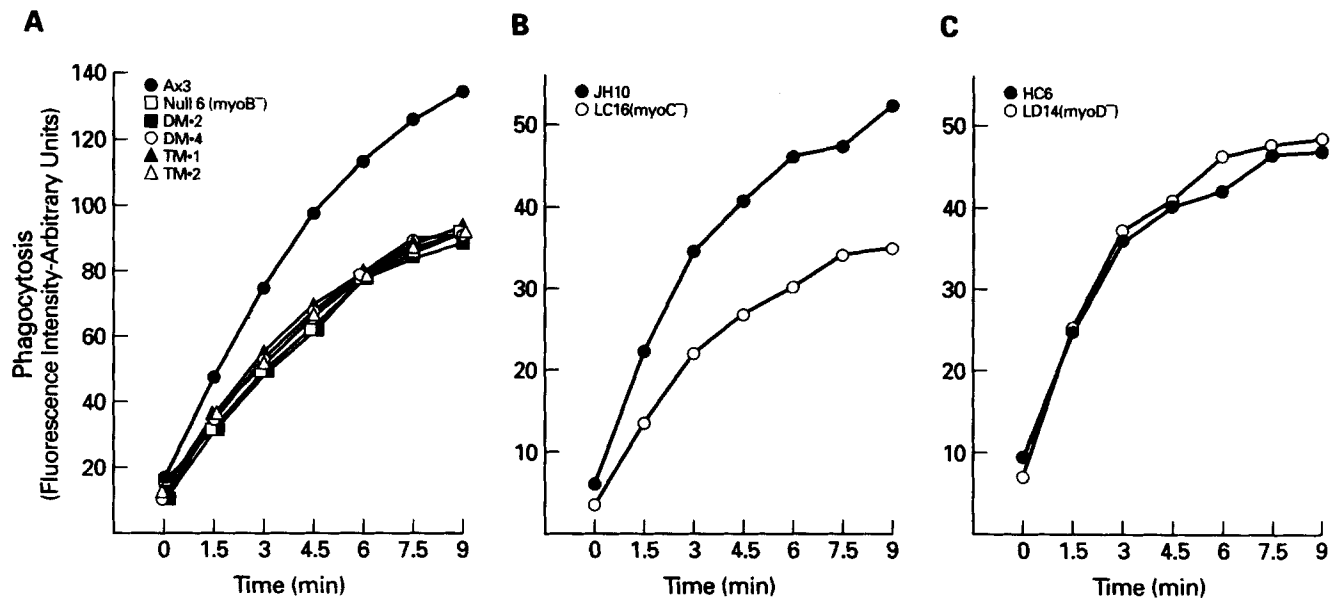 A
Phagocytosis
(Fluorescence Intensity-Arbitrary Units)
140
120
100
80
60
40
20
● Ax3
□ Null 6 (myoB⁻)
■ DM•2
○ DM•4
▲ TM•1
△ TM•2
0 1.5 3 4.5 6 7.5 9
Time (min)
B
50
40
30
20
10
● JH10
○ LC16(myoC⁻)
0 1.5 3 4.5 6 7.5 9
Time (min)
C
50
40
30
20
10
● HC6
○ LD14(myoD⁻)
0 1.5 3 4.5 6 7.5 9
Time (min)